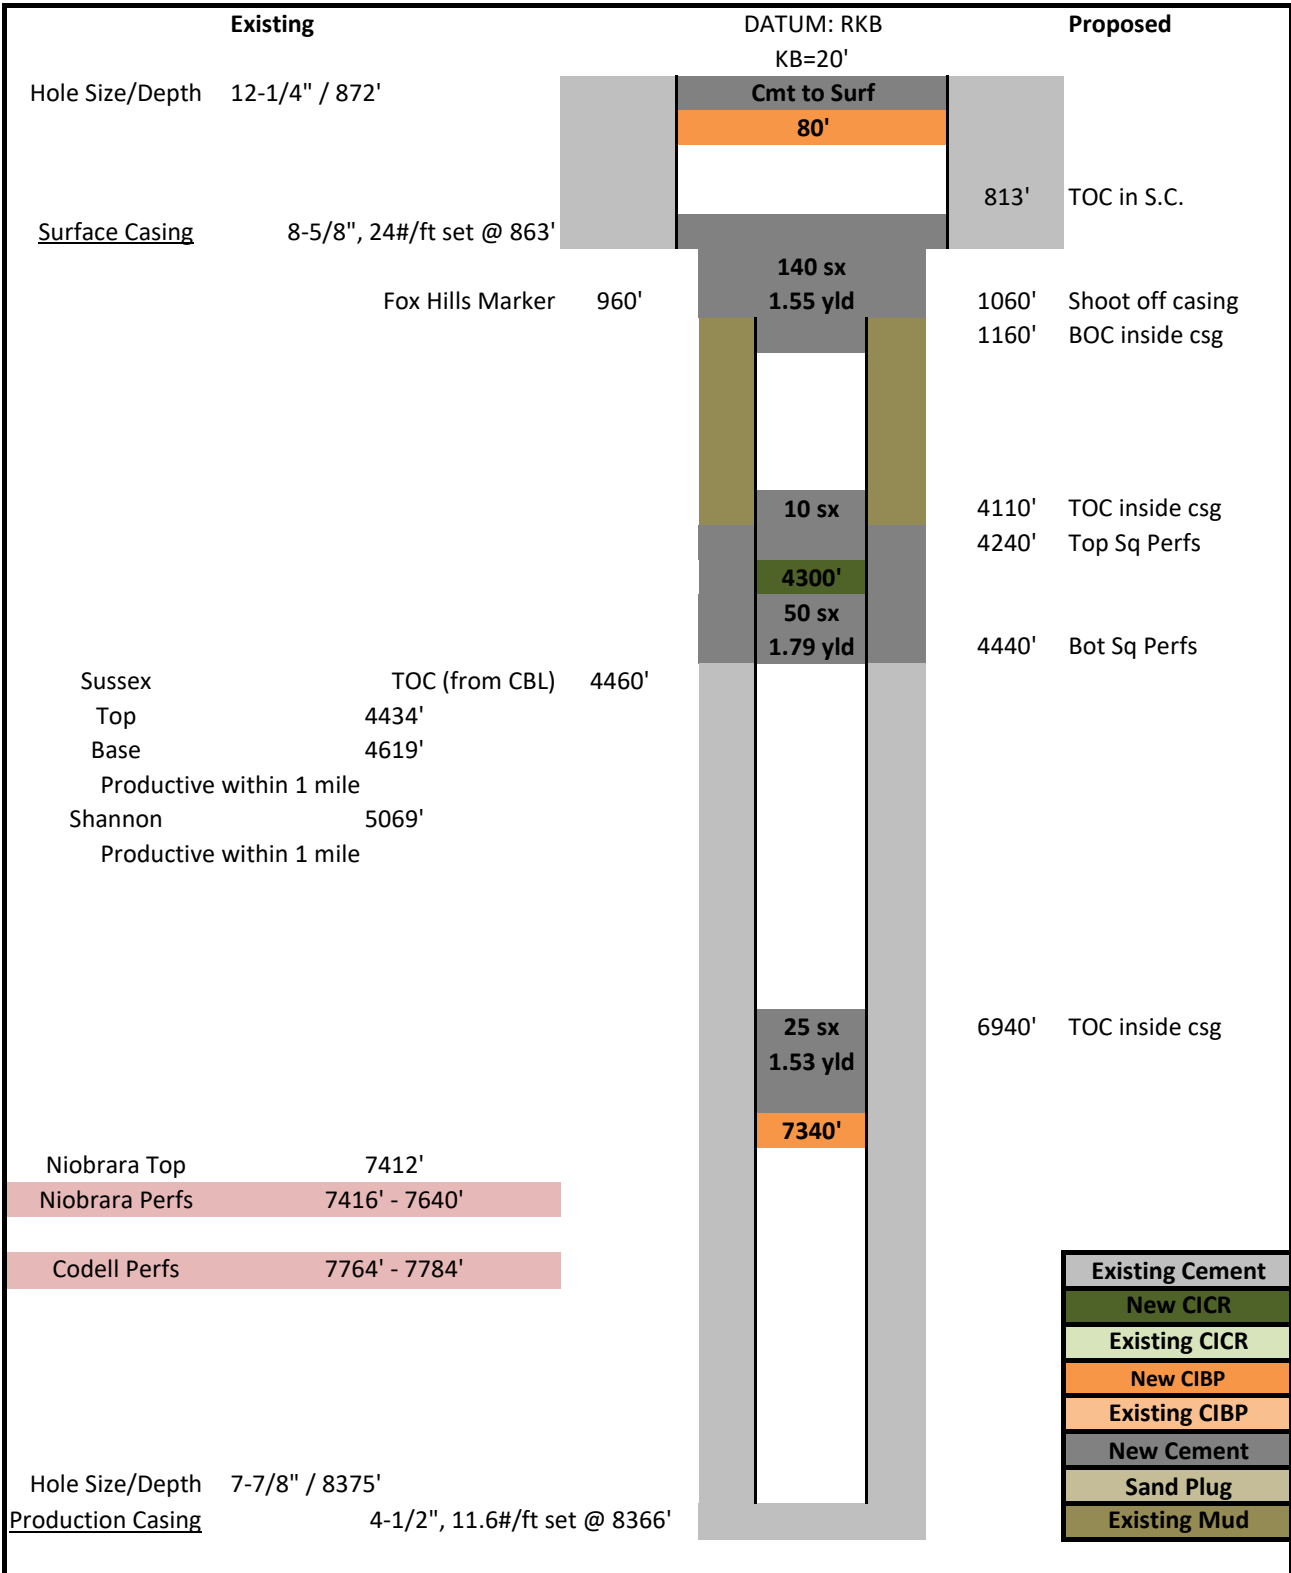 Existing DATUM: RKB Proposed
KB=20'
Hole Size/Depth 12-1/4" / 872' Cmt to Surf
80'
813' TOC in S.C.
Surface Casing 8-5/8", 24#/ft set @ 863'
140 sx
Fox Hills Marker 960' 1.55 yld 1060' Shoot off casing
1160' BOC inside csg
10 sx 4110' TOC inside csg
4240' Top Sq Perfs
4300'
50 sx
1.79 yld 4440' Bot Sq Perfs
Sussex TOC (from CBL) 4460'
Top 4434'
Base 4619'
Productive within 1 mile
Shannon 5069'
Productive within 1 mile
25 sx 6940' TOC inside csg
1.53 yld
7340'
Niobrara Top 7412'
Niobrara Perfs 7416' - 7640'
Codell Perfs 7764' - 7784'
Existing Cement
New CICR
Existing CICR
New CIBP
Existing CIBP
New Cement
Hole Size/Depth 7-7/8" / 8375' Sand Plug
Production Casing 4-1/2", 11.6#/ft set @ 8366' Existing Mud